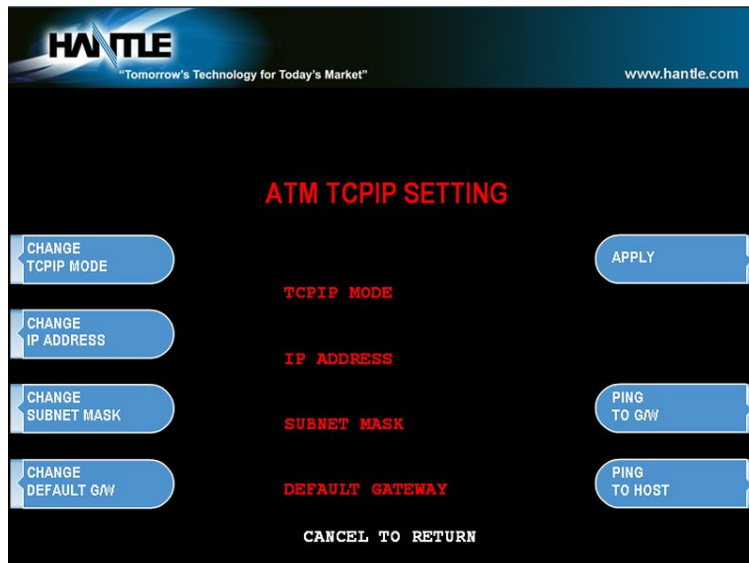 HANTLE
"Tomorrow's Technology for Today's Market"
www.hantle.com
ATM TCPIP SETTING
CHANGE
TCPIP MODE
APPLY
TCPIP MODE
CHANGE
IP ADDRESS
IP ADDRESS
CHANGE
SUBNET MASK
PING
TO G/W
SUBNET MASK
CHANGE
DEFAULT G/W
PING
TO HOST
DEFAULT GATEWAY
CANCEL TO RETURN